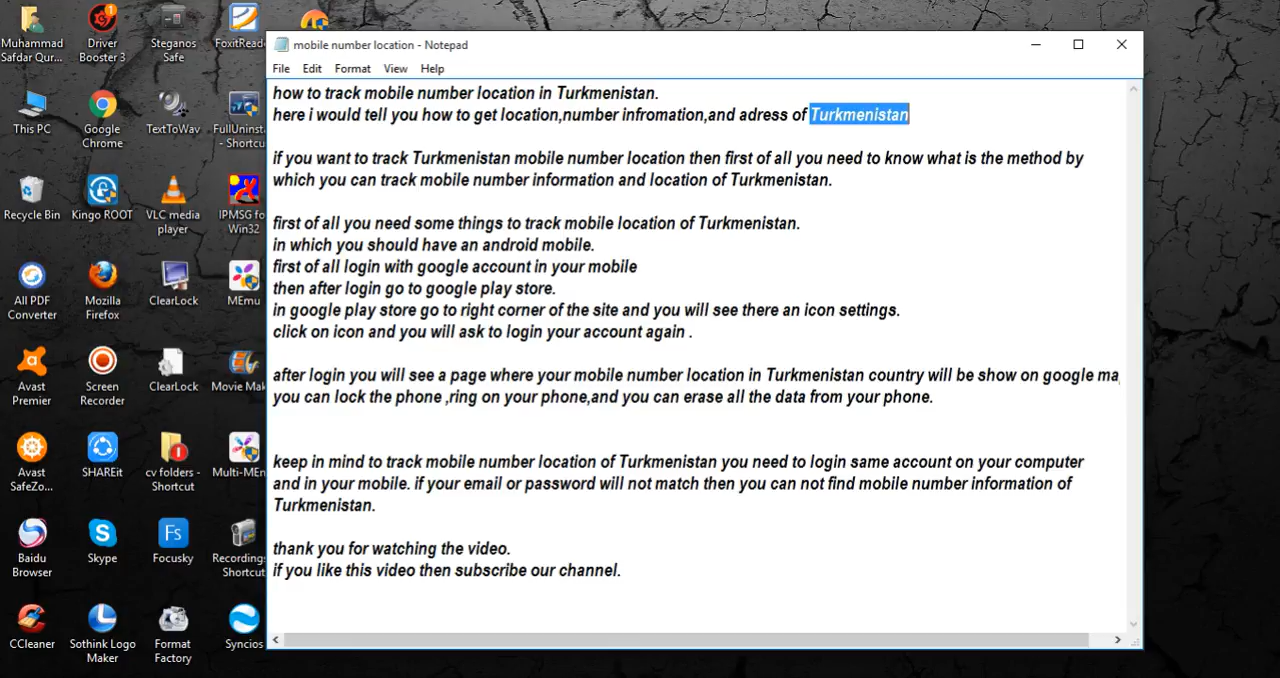 Muhammad Safdar Qur...
Driver Booster 3
Steganos Safe
FoxitReade
This PC
Google Chrome
TextToWav
FullUninst - Shortcu
Recycle Bin
Kingo ROOT
VLC media player
IPMSG fo Win32
All PDF Converter
Mozilla Firefox
ClearLock
MEmu
Avast Premier
Screen Recorder
ClearLock
Movie Mak
Avast SafeZo...
SHAREit
cv folders - Shortcut
Multi-MEn
Baidu Browser
Skype
Focusky
Recordings Shortcut
CCleaner
Sothink Logo Maker
Format Factory
Syncios
mobile number location - Notepad
File Edit Format View Help
how to track mobile number location in Turkmenistan.
here i would tell you how to get location,number infromation,and adress of Turkmenistan
if you want to track Turkmenistan mobile number location then first of all you need to know what is the method by
which you can track mobile number information and location of Turkmenistan.
first of all you need some things to track mobile location of Turkmenistan.
in which you should have an android mobile.
first of all login with google account in your mobile
then after login go to google play store.
in google play store go to right corner of the site and you will see there an icon settings.
click on icon and you will ask to login your account again .
after login you will see a page where your mobile number location in Turkmenistan country will be show on google ma
you can lock the phone ,ring on your phone,and you can erase all the data from your phone.
keep in mind to track mobile number location of Turkmenistan you need to login same account on your computer
and in your mobile. if your email or password will not match then you can not find mobile number information of
Turkmenistan.
thank you for watching the video.
if you like this video then subscribe our channel.